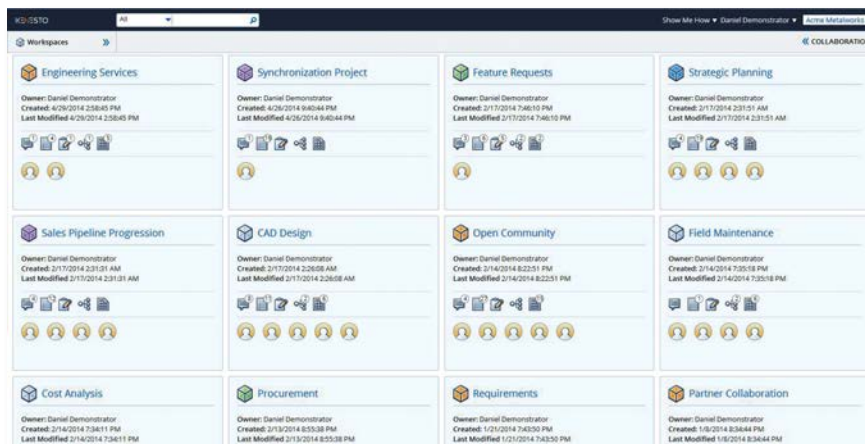 KENESTO All Show Me How ▼ Daniel Demonstrator ▼ Acme Metalworks
Workspaces » « COLLABORATIO
Engineering Services
Owner: Daniel Demonstrator
Created: 4/29/2014 2:58:45 PM
Last Modified 4/29/2014 2:58:45 PM
Synchronization Project
Owner: Daniel Demonstrator
Created: 4/26/2014 9:40:44 PM
Last Modified 4/26/2014 9:40:44 PM
Feature Requests
Owner: Daniel Demonstrator
Created: 2/17/2014 7:46:10 PM
Last Modified 2/17/2014 7:46:10 PM
Strategic Planning
Owner: Daniel Demonstrator
Created: 2/17/2014 2:31:51 AM
Last Modified 2/17/2014 2:31:51 AM
Sales Pipeline Progression
Owner: Daniel Demonstrator
Created: 2/17/2014 2:31:31 AM
Last Modified 2/17/2014 2:31:31 AM
CAD Design
Owner: Daniel Demonstrator
Created: 2/17/2014 2:26:08 AM
Last Modified 2/17/2014 2:26:08 AM
Open Community
Owner: Daniel Demonstrator
Created: 2/14/2014 8:22:51 PM
Last Modified 2/14/2014 8:22:51 PM
Field Maintenance
Owner: Daniel Demonstrator
Created: 2/14/2014 7:35:18 PM
Last Modified 2/14/2014 7:35:18 PM
Cost Analysis
Owner: Daniel Demonstrator
Created: 2/14/2014 7:34:11 PM
Last Modified 2/14/2014 7:34:11 PM
Procurement
Owner: Daniel Demonstrator
Created: 2/13/2014 8:55:38 PM
Last Modified 2/13/2014 8:55:38 PM
Requirements
Owner: Daniel Demonstrator
Created: 1/21/2014 7:43:50 PM
Last Modified 1/21/2014 7:43:50 PM
Partner Collaboration
Owner: Daniel Demonstrator
Created: 1/8/2014 8:34:44 PM
Last Modified 1/8/2014 8:34:44 PM